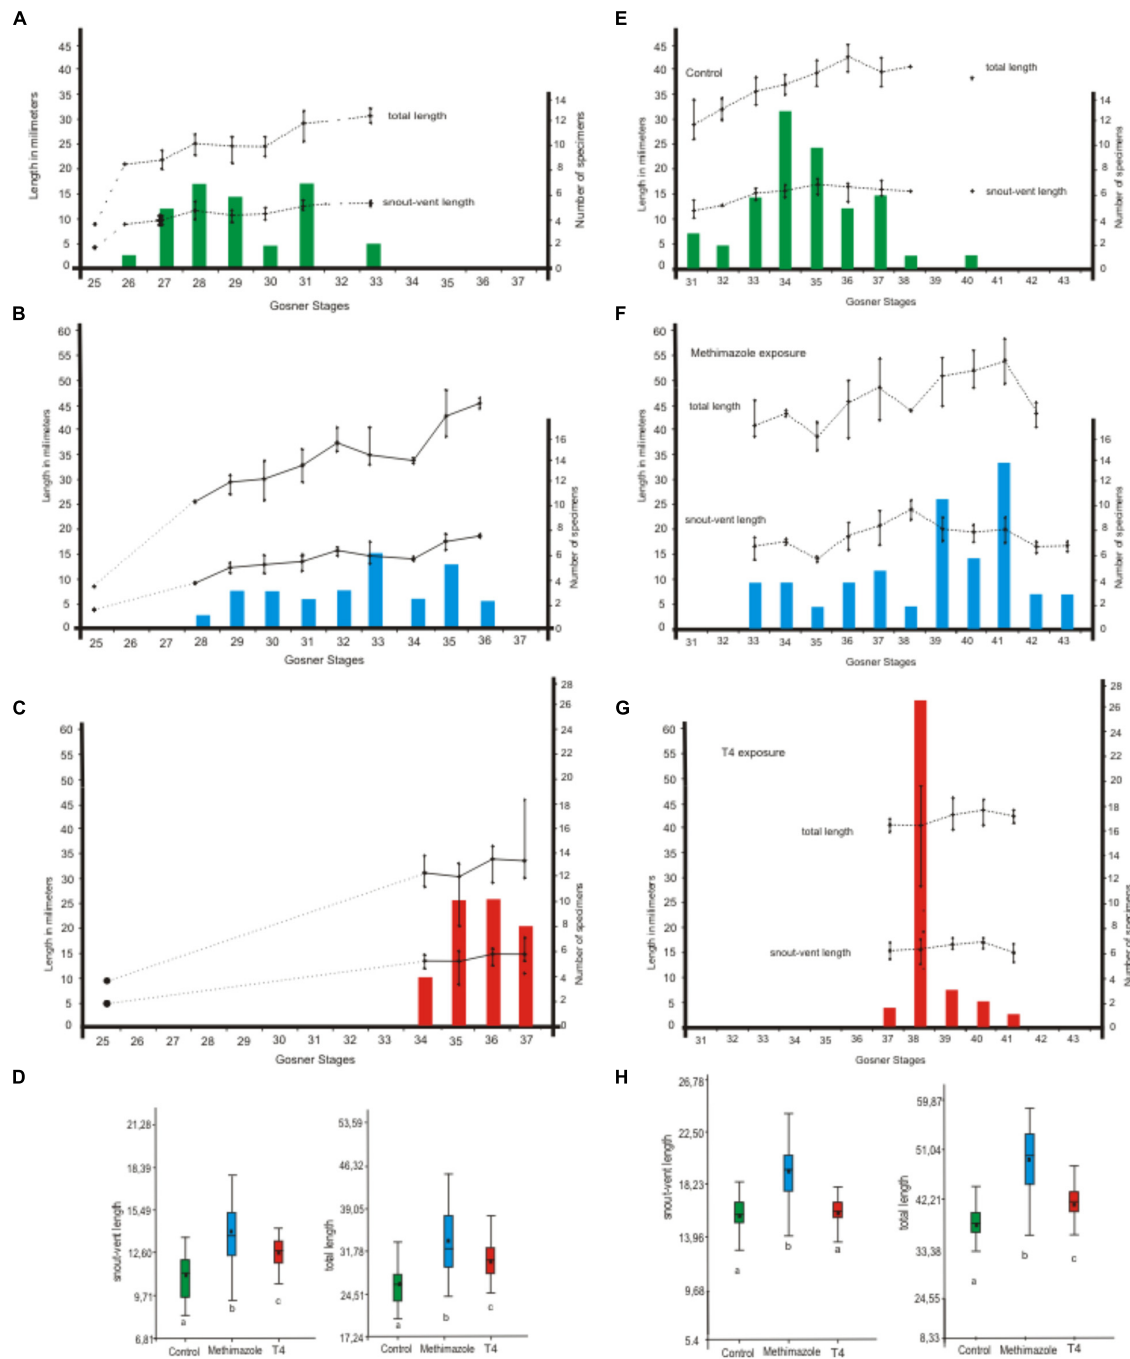 A
Length in milimeters
45
40
35
30
25
20
15
10
5
0
total length
snout-vent length
14
12
10
8
6
4
2
0
Number of specimens
25 26 27 28 29 30 31 32 33 34 35 36 37
Gosner Stages
B
Length in milimeters
60
55
50
45
40
35
30
25
20
15
10
5
0
16
14
12
10
8
6
4
2
0
Number of specimens
25 26 27 28 29 30 31 32 33 34 35 36 37
Gosner Stages
C
Length in milimeters
60
55
50
45
40
35
30
25
20
15
10
5
0
28
26
24
22
20
18
16
14
12
10
8
6
4
2
0
Number of specimens
25 26 27 28 29 30 31 32 33 34 35 36 37
Gosner Stages
D
snout-vent length
21,28
18,39
15,49
12,60
9,71
6,81
a
b
c
Control Methimazole T4
total length
53,59
46,32
39,05
31,78
24,51
17,24
a
b
c
Control Methimazole T4
E
Length in milimeters
45
40
35
30
25
20
15
10
5
0
Control
total length
snout-vent length
14
12
10
8
6
4
2
0
Number of specimens
31 32 33 34 35 36 37 38 39 40 41 42 43
Gosner Stages
F
Length in milimeters
60
55
50
45
40
35
30
25
20
15
10
5
0
Methimazole exposure
total length
snout-vent length
16
14
12
10
8
6
4
2
0
Number of specimens
31 32 33 34 35 36 37 38 39 40 41 42 43
Gosner Stages
G
Length in milimeters
60
55
50
45
40
35
30
25
20
15
10
5
0
T4 exposure
total length
snout-vent length
28
26
24
22
20
18
16
14
12
10
8
6
4
2
0
Number of specimens
31 32 33 34 35 36 37 38 39 40 41 42 43
Gosner Stages
H
snout-vent length
26,78
22,50
18,23
13,96
9,68
5.4
a
b
a
Control Methimazole T4
total length
59,87
51,04
42,21
33,38
24,55
8,33
a
b
c
Control Methimazole T4